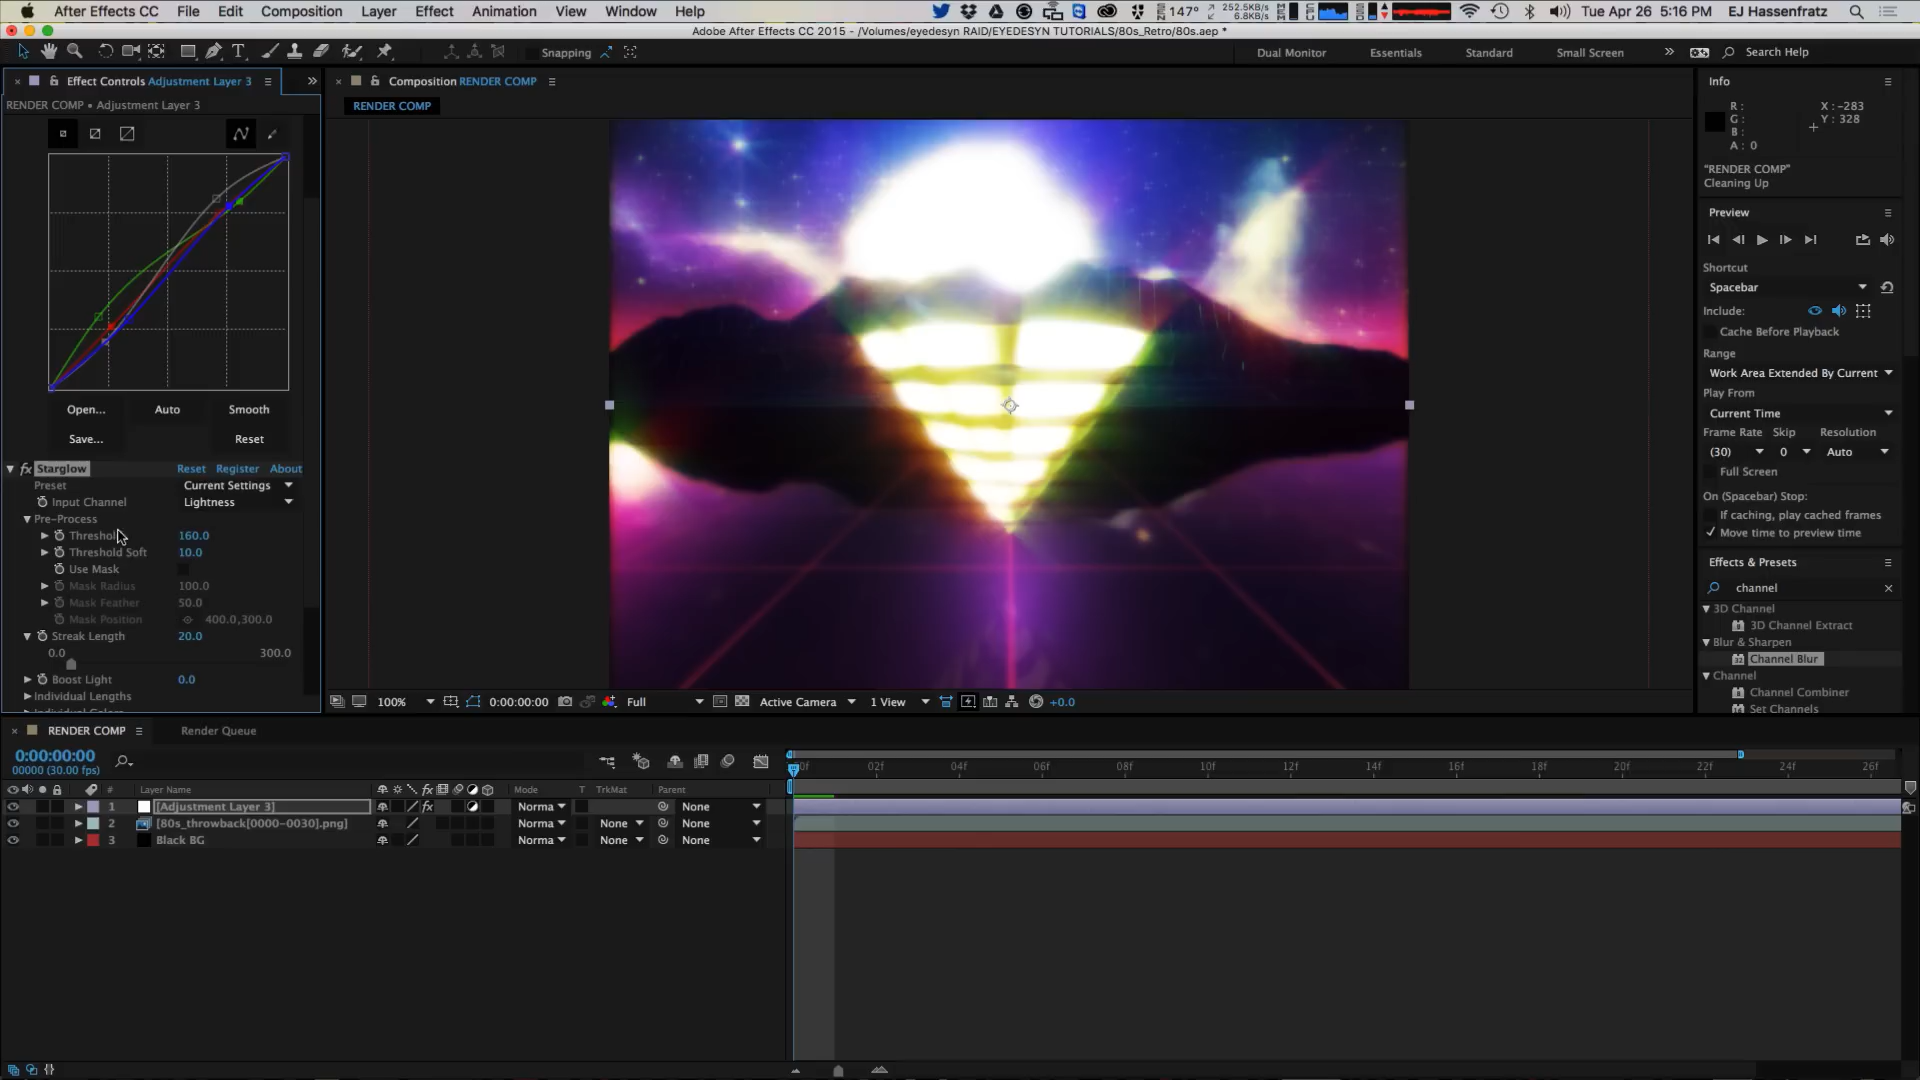 After Effects CC File Edit Composition Layer Effect Animation View Window Help 147° 252.5KB/s 6.8KB/s Tue Apr 26 5:16 PM EJ Hassenfratz
Adobe After Effects CC 2015 - /Volumes/eyedesyn RAID/EYEDESYN TUTORIALS/80s_Retro/80s.aep *
Snapping Dual Monitor Essentials Standard Small Screen Search Help
Effect Controls Adjustment Layer 3
RENDER COMP • Adjustment Layer 3
Open... Auto Smooth
Save... Reset
fx Starglow Reset Register About
Preset Current Settings
Input Channel Lightness
Pre-Process
Threshold 160.0
Threshold Soft 10.0
Use Mask
Mask Radius 100.0
Mask Feather 50.0
Mask Position 400.0,300.0
Streak Length 20.0
0.0 300.0
Boost Light 0.0
Individual Lengths
Composition RENDER COMP
RENDER COMP
100% 0:00:00:00 Full Active Camera 1 View +0.0
Info
R : X : -283
G : Y : 328
B :
A : 0
"RENDER COMP"
Cleaning Up
Preview
Shortcut
Spacebar
Include:
Cache Before Playback
Range
Work Area Extended By Current
Play From
Current Time
Frame Rate Skip Resolution
(30) 0 Auto
Full Screen
On (Spacebar) Stop:
If caching, play cached frames
Move time to preview time
Effects & Presets
channel
3D Channel
3D Channel Extract
Blur & Sharpen
Channel Blur
Channel
Channel Combiner
Set Channels
RENDER COMP Render Queue
0:00:00:00
00000 (30.00 fps)
02f 04f 06f 08f 10f 12f 14f 16f 18f 20f 22f 24f 26f
# Layer Name fx Mode T TrkMat Parent
1 [Adjustment Layer 3] fx Norma None
2 [80s_throwback[0000-0030].png] Norma None None
3 Black BG Norma None None